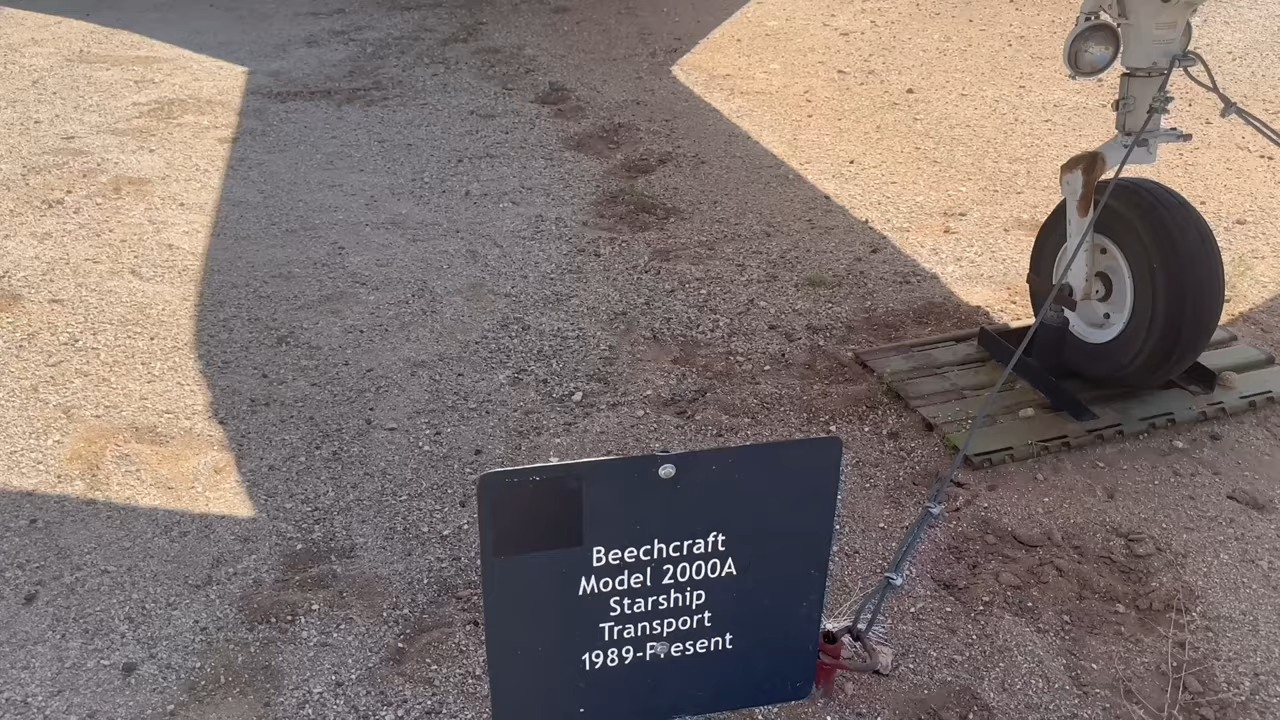 Beechcraft
Model 2000A
Starship
Transport
1989-Present